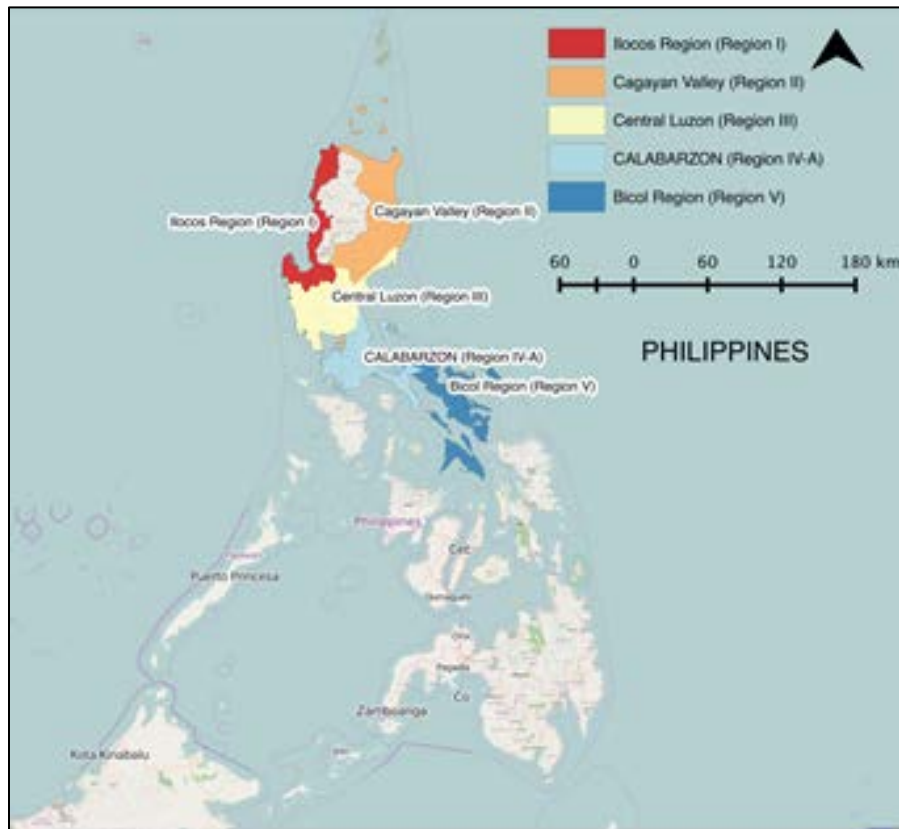 Ilocos Region (Region I)
Cagayan Valley (Region II)
Central Luzon (Region III)
CALABARZON (Region IV-A)
Bicol Region (Region V)
60 0 60 120 180 km
PHILIPPINES
Ilocos Region (Region I)
Cagayan Valley (Region II)
Central Luzon (Region III)
CALABARZON (Region IV-A)
Bicol Region (Region V)
Philippines
Puerto Princesa
Zamboanga
Co
Kota Kinabalu